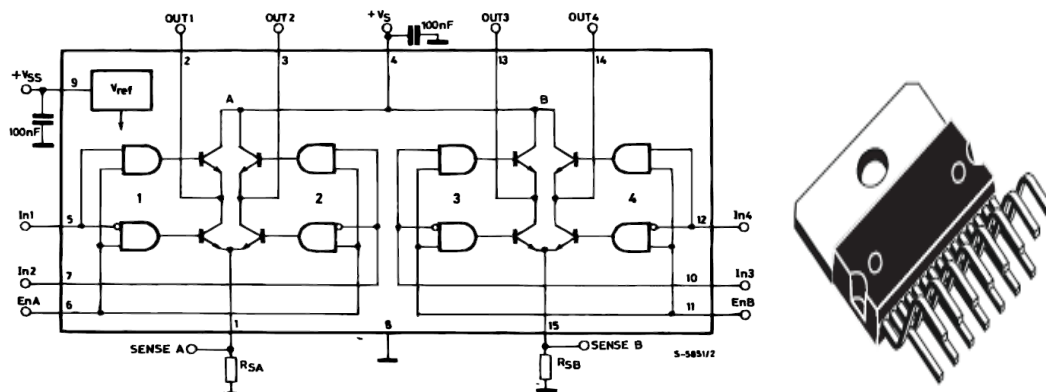 OUT1 OUT2 +VS 100nF OUT3 OUT4
2 3 4 13 14
+VSS 9 Vref
A B
100nF
1 2 3 4
In1 5 12 In4
In2 7 10 In3
EnA 6 11 EnB
1 8 15
SENSE A SENSE B S-5851/2
RSA RSB